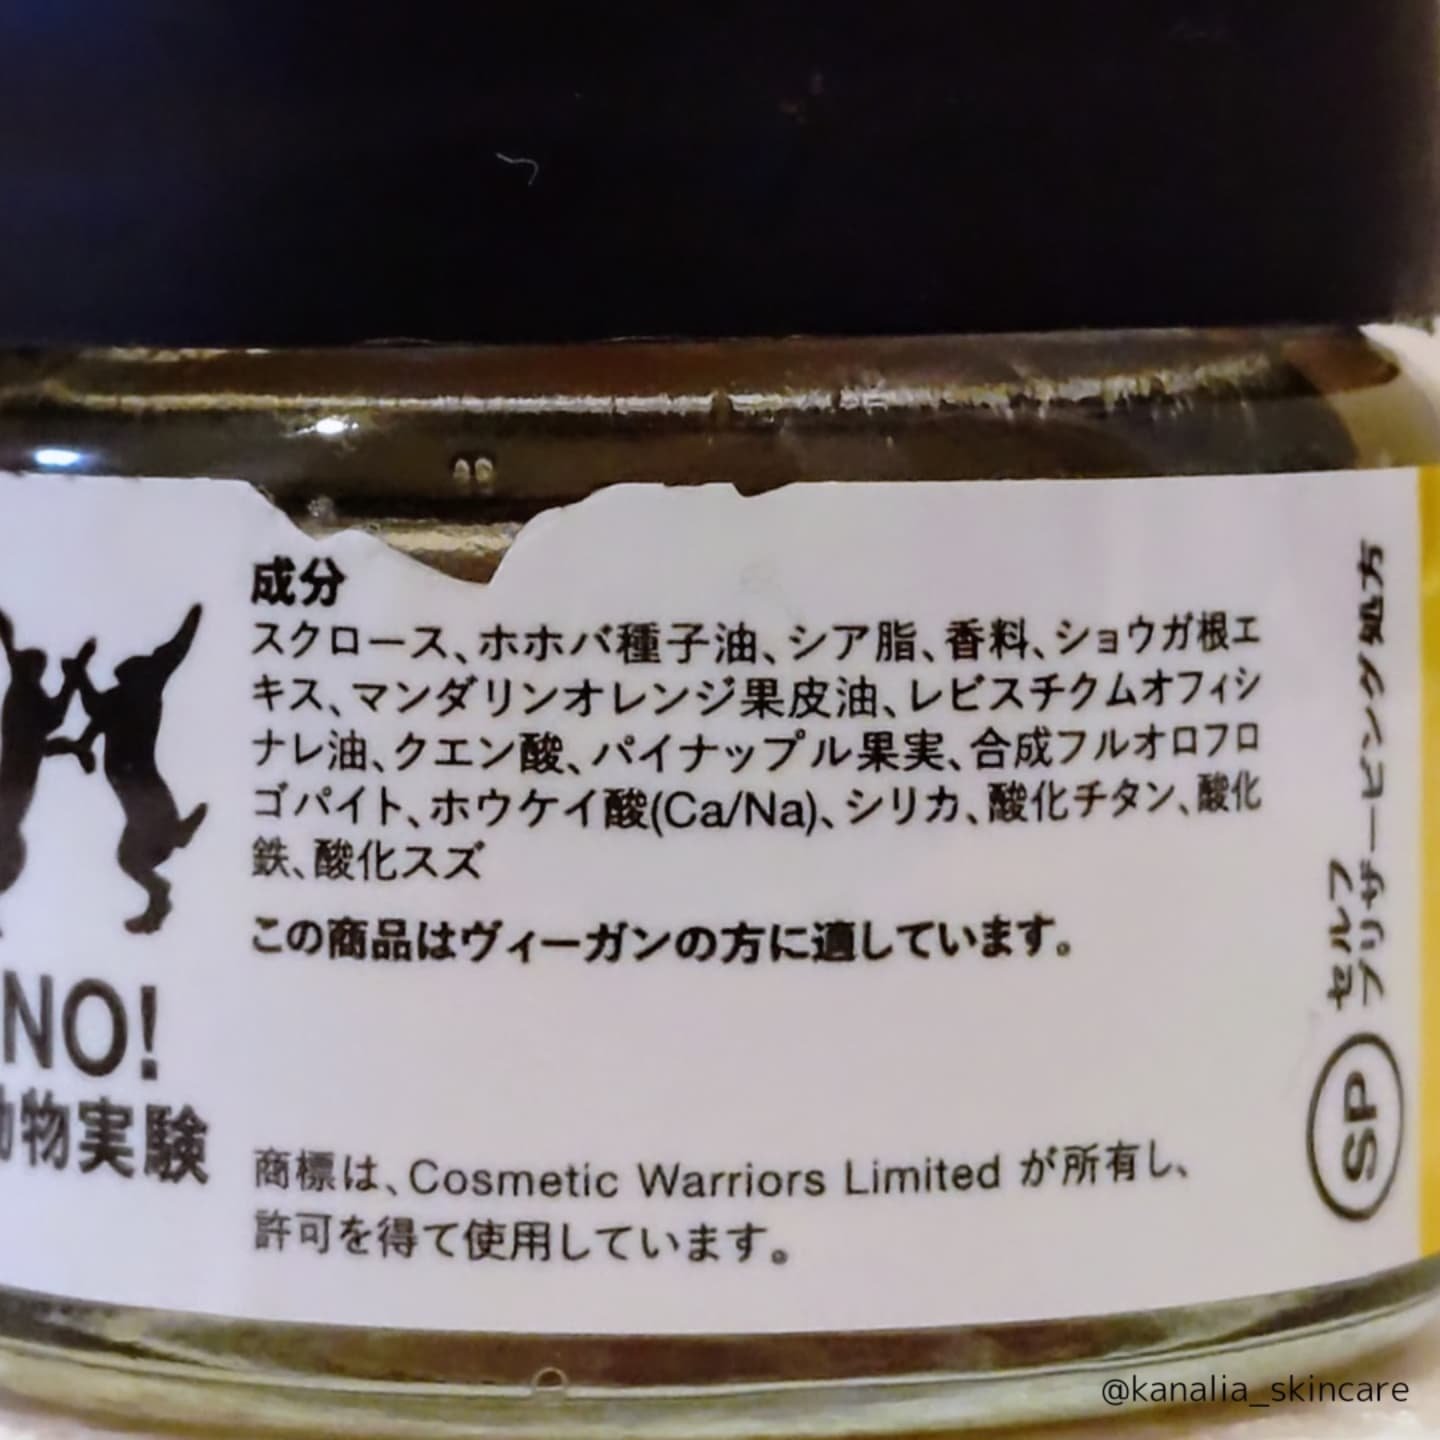 成分
スクロース、ホホバ種子油、シア脂、香料、ショウガ根エ
キス、マンダリンオレンジ果皮油、レビスチクムオフィシ
ナレ油、クエン酸、パイナップル果実、合成フルオロフロ
ゴパイト、ホウケイ酸(Ca/Na)、シリカ、酸化チタン、酸化
鉄、酸化スズ
この商品はヴィーガンの方に適しています。
NO!
動物実験
商標は、Cosmetic Warriors Limited が所有し、
許可を得て使用しています。
セルフ
プリザービング処方
SP
@kanalia_skincare